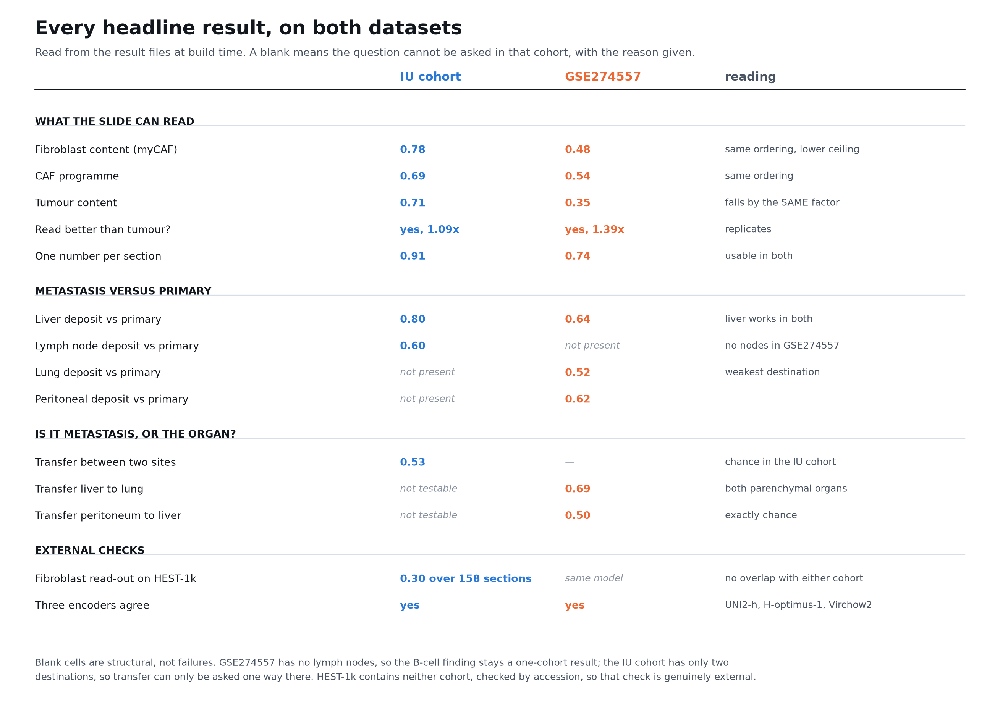 Every headline result, on both datasets
Read from the result files at build time. A blank means the question cannot be asked in that cohort, with the reason given.
IU cohort GSE274557 reading
WHAT THE SLIDE CAN READ
Fibroblast content (myCAF) 0.78 0.48 same ordering, lower ceiling
CAF programme 0.69 0.54 same ordering
Tumour content 0.71 0.35 falls by the SAME factor
Read better than tumour? yes, 1.09x yes, 1.39x replicates
One number per section 0.91 0.74 usable in both
METASTASIS VERSUS PRIMARY
Liver deposit vs primary 0.80 0.64 liver works in both
Lymph node deposit vs primary 0.60 not present no nodes in GSE274557
Lung deposit vs primary not present 0.52 weakest destination
Peritoneal deposit vs primary not present 0.62
IS IT METASTASIS, OR THE ORGAN?
Transfer between two sites 0.53 — chance in the IU cohort
Transfer liver to lung not testable 0.69 both parenchymal organs
Transfer peritoneum to liver not testable 0.50 exactly chance
EXTERNAL CHECKS
Fibroblast read-out on HEST-1k 0.30 over 158 sections same model no overlap with either cohort
Three encoders agree yes yes UNI2-h, H-optimus-1, Virchow2
Blank cells are structural, not failures. GSE274557 has no lymph nodes, so the B-cell finding stays a one-cohort result; the IU cohort has only two
destinations, so transfer can only be asked one way there. HEST-1k contains neither cohort, checked by accession, so that check is genuinely external.